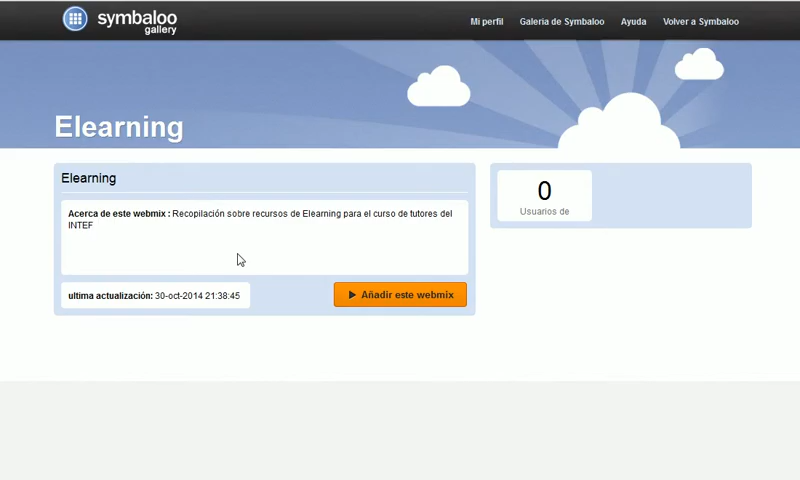 symbaloo
gallery
Mi perfil
Galeria de Symbaloo
Ayuda
Volver a Symbaloo
Elearning
Elearning
Acerca de este webmix : Recopilación sobre recursos de Elearning para el curso de tutores del
INTEF
ultima actualización: 30-oct-2014 21:38:45
Añadir este webmix
0
Usuarios de